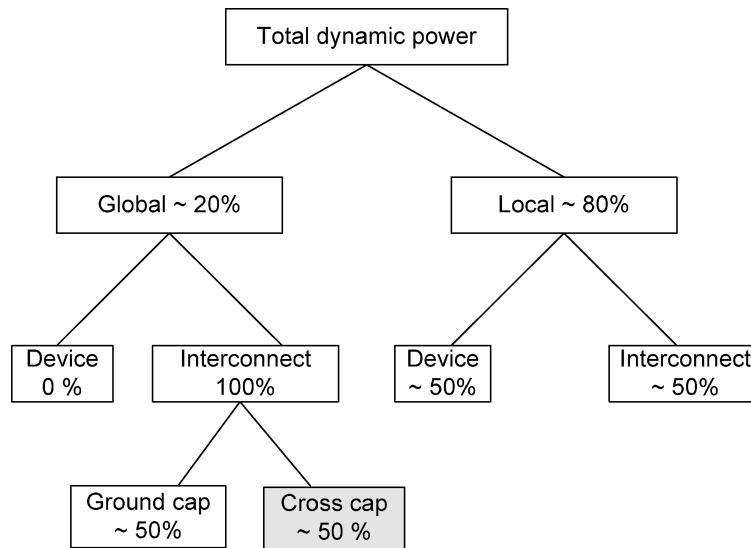 Total dynamic power
Global ~ 20%
Local ~ 80%
Device
0 %
Interconnect
100%
Device
~ 50%
Interconnect
~ 50%
Ground cap
~ 50%
Cross cap
~ 50 %